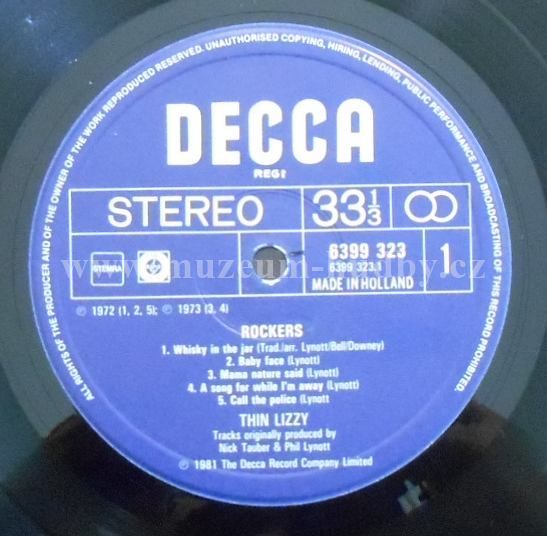 ALL RIGHTS OF THE PRODUCER AND OF THE OWNER OF THE WORK REPRODUCED RESERVED. UNAUTHORISED COPYING, HIRING, LENDING, PUBLIC PERFORMANCE AND BROADCASTING OF THIS RECORD PROHIBITED.
DECCA
REGD
STEREO 33 1/3
STEMRA
6399 323
6399 323.1
MADE IN HOLLAND
1
www.muzeum-hudby.cz
℗ 1972 (1, 2, 5); ℗ 1973 (3, 4)
ROCKERS
1. Whisky in the jar (Trad./arr. Lynott/Bell/Downey)
2. Baby face (Lynott)
3. Mama nature said (Lynott)
4. A song for while I'm away (Lynott)
5. Call the police (Lynott
THIN LIZZY
Tracks originally produced by
Nick Tauber & Phil Lynott
℗ 1981 The Decca Record Company Limited